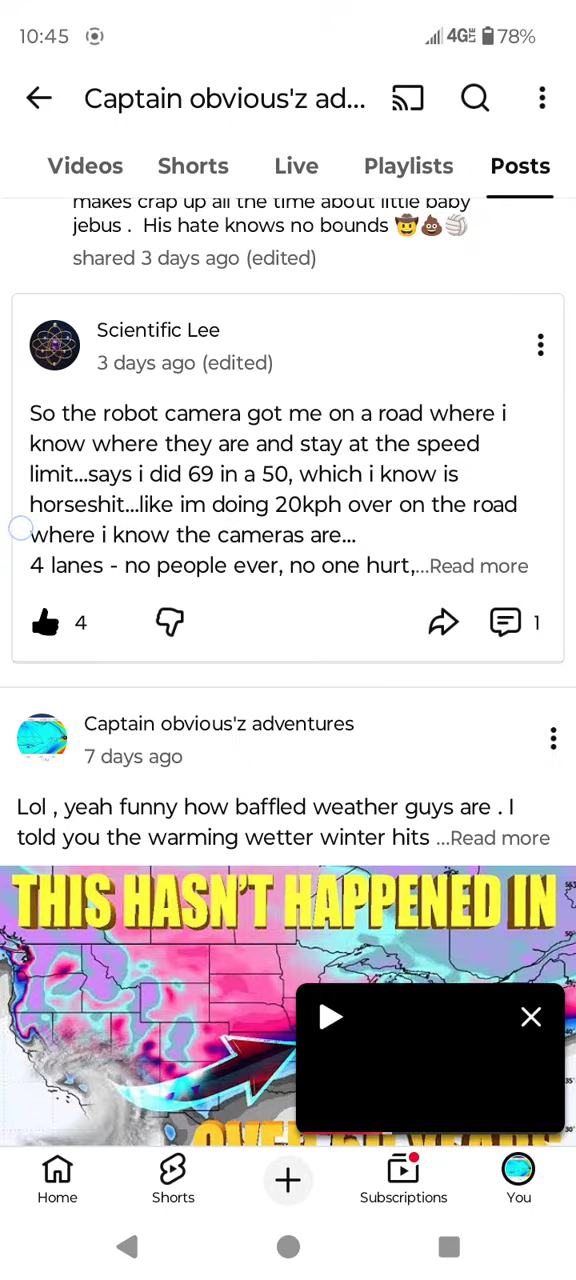 10:45 4G 78%
Captain obvious'z ad...
Videos Shorts Live Playlists Posts
makes crap up all the time about little baby
jebus . His hate knows no bounds 🤠💩🏐
shared 3 days ago (edited)
Scientific Lee
3 days ago (edited)
So the robot camera got me on a road where i
know where they are and stay at the speed
limit...says i did 69 in a 50, which i know is
horseshit...like im doing 20kph over on the road
where i know the cameras are...
4 lanes - no people ever, no one hurt,...Read more
4 1
Captain obvious'z adventures
7 days ago
Lol , yeah funny how baffled weather guys are . I
told you the warming wetter winter hits ...Read more
THIS HASN'T HAPPENED IN
50°
35°
30°
Home Shorts Subscriptions You